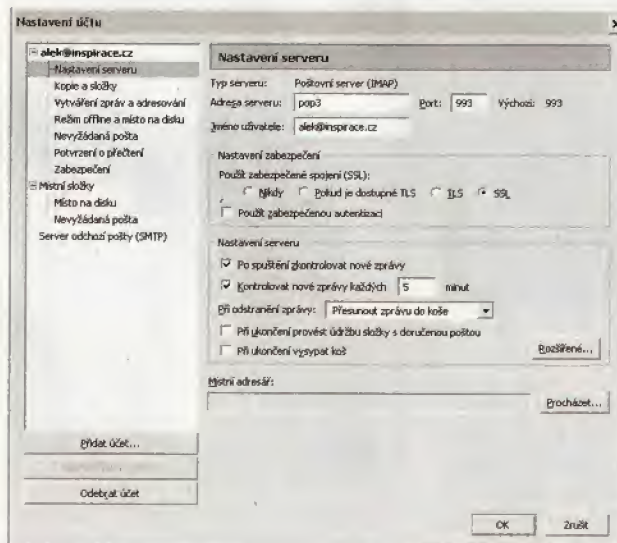 Nastavení účtu
alek@inspirace.cz
Nastavení serveru
Kopie a složky
Vytváření zpráv a adresování
Režim offline a místo na disku
Nevyžádaná pošta
Potvrzení o přečtení
Zabezpečení
Místní složky
Místo na disku
Nevyžádaná pošta
Server odchozí pošty (SMTP)
Přidat účet...
Odebrat účet
Nastavení serveru
Typ serveru: Poštovní server (IMAP)
Adresa serveru: pop3 Port: 993 Výchozí: 993
Jméno uživatele: alek@inspirace.cz
Nastavení zabezpečení
Použít zabezpečené spojení (SSL):
Nikdy Pokud je dostupné TLS TLS SSL
Použít zabezpečenou autentizaci
Nastavení serveru
Po spuštění zkontrolovat nové zprávy
Kontrolovat nové zprávy každých 5 minut
Při odstranění zprávy: Přesunout zprávu do koše
Při ukončení provést údržbu složky s doručenou poštou
Při ukončení vysypat koš
Rozšířené...
Místní adresář:
Procházet...
OK Zrušit